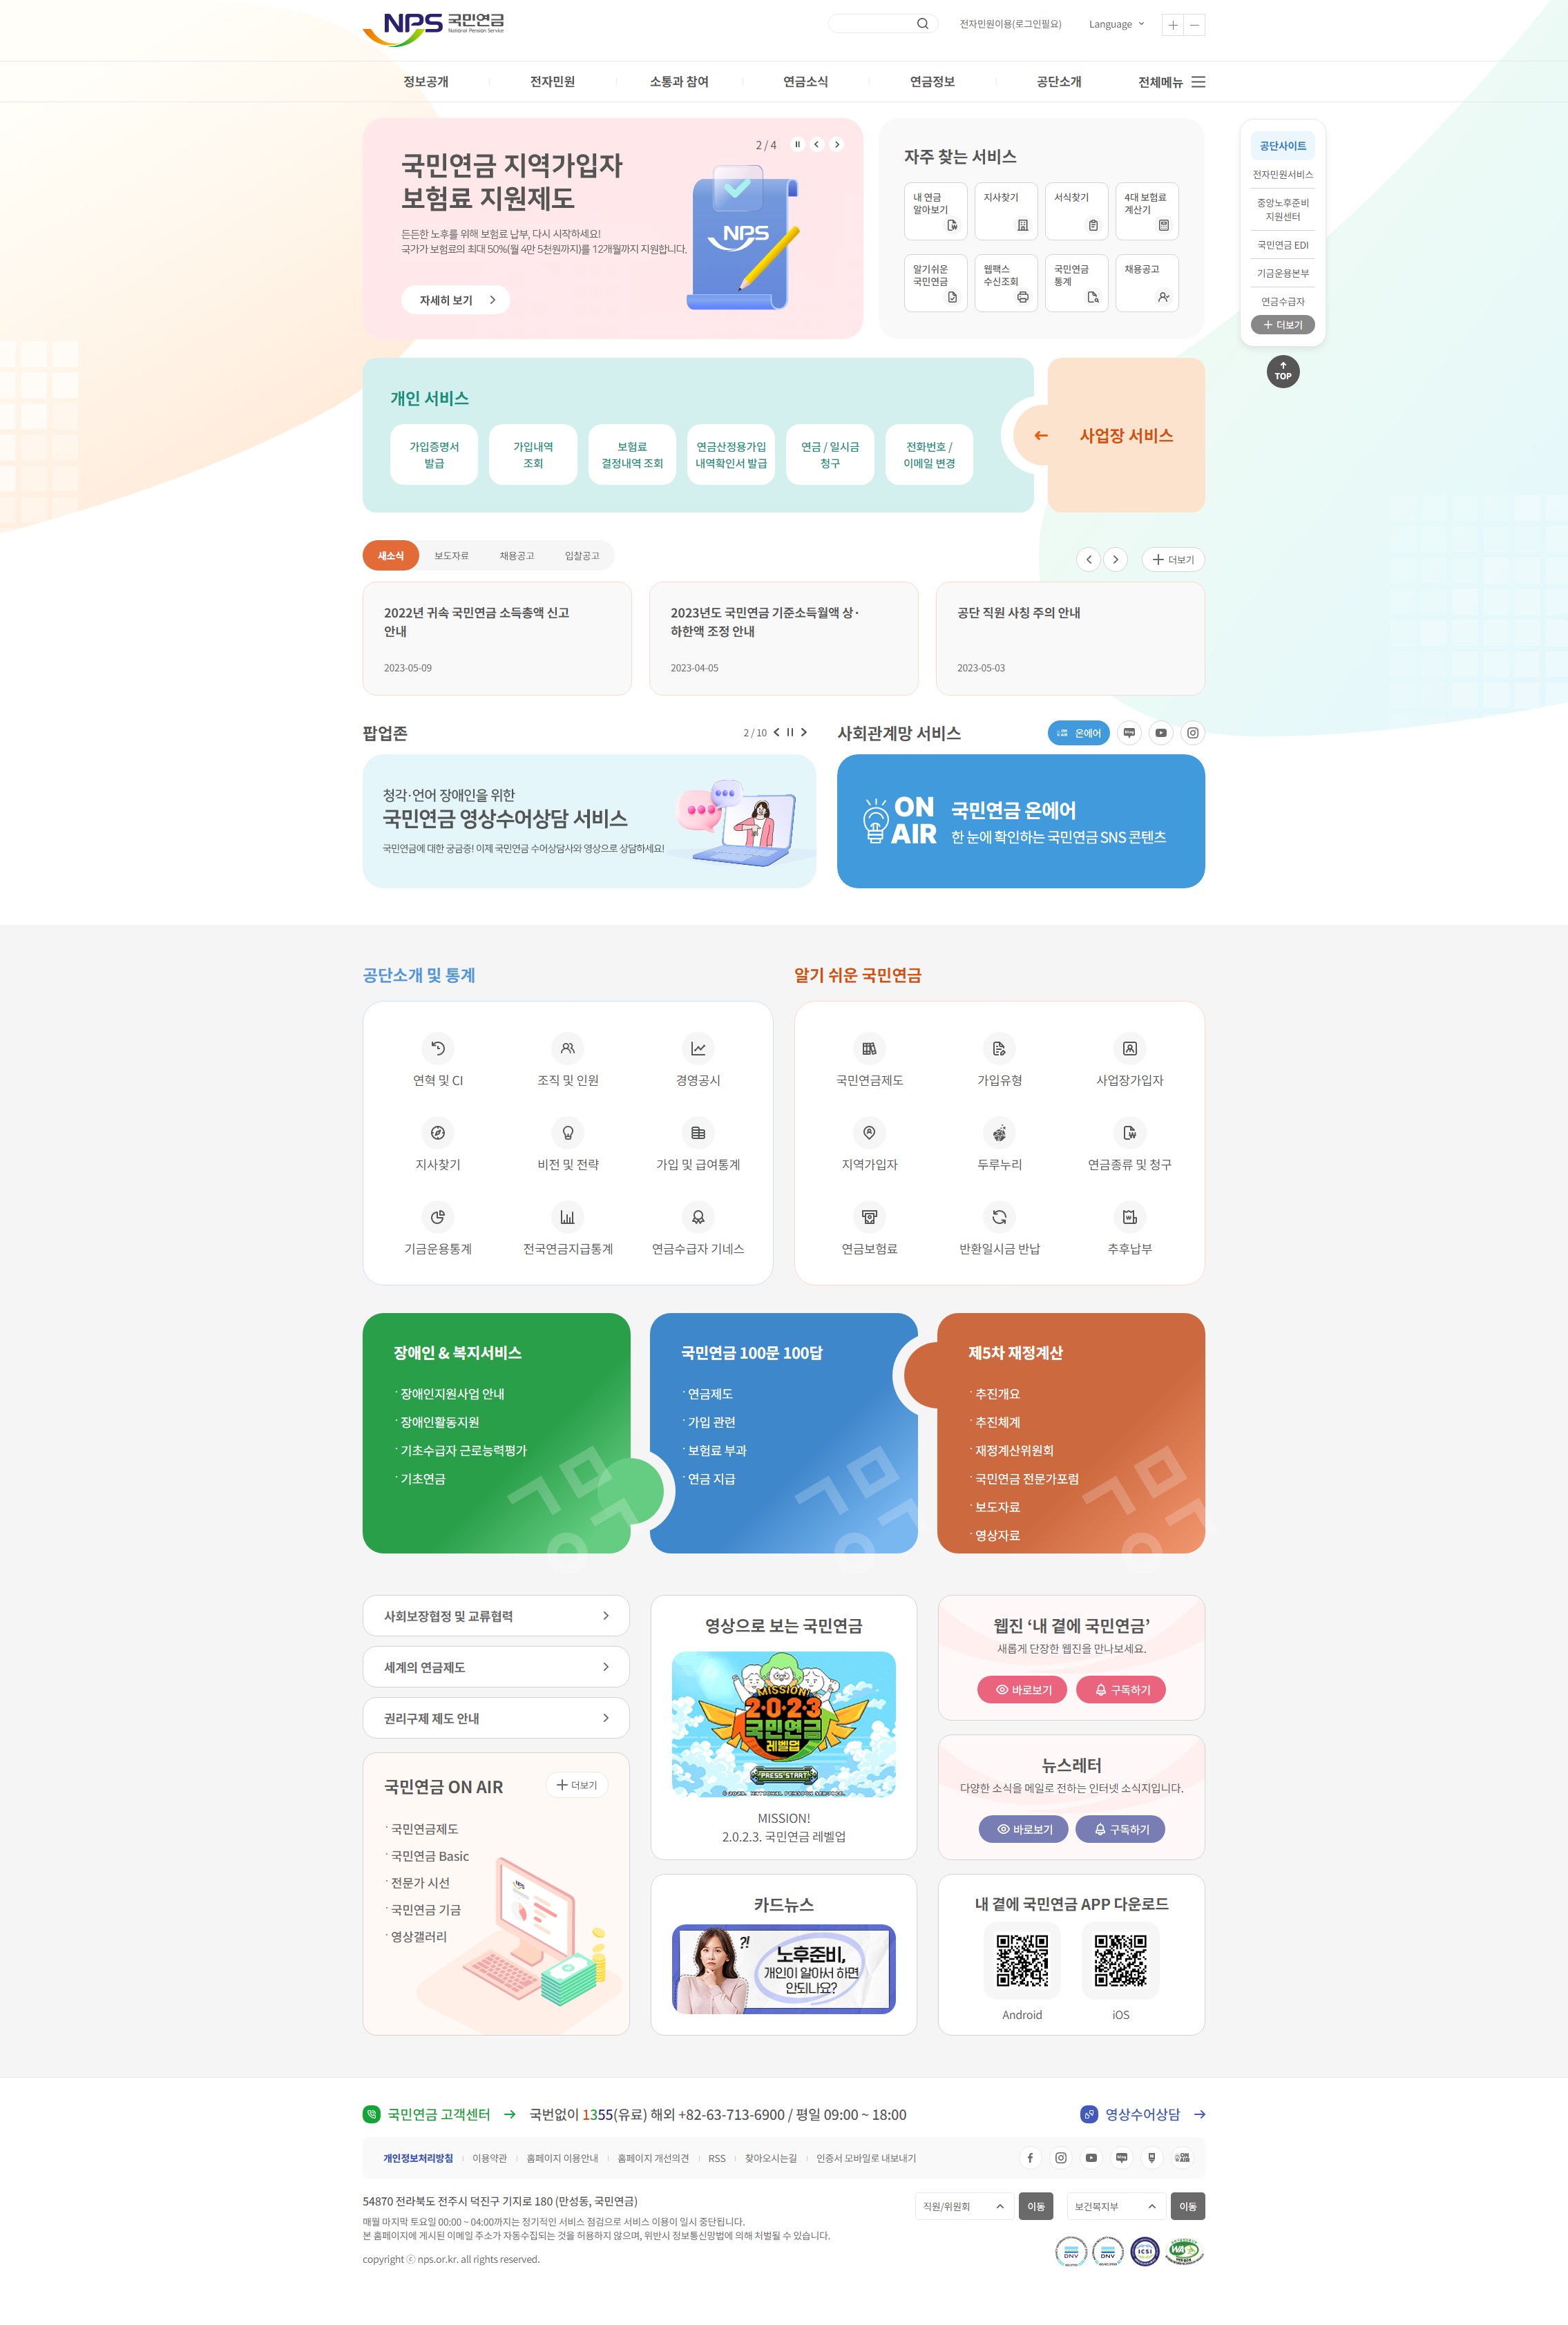 NPS 국민연금
National Pension Service
전자민원이용(로그인필요)
Language
정보공개
전자민원
소통과 참여
연금소식
연금정보
공단소개
전체메뉴
2 / 4
국민연금 지역가입자
보험료 지원제도
든든한 노후를 위해 보험료 납부, 다시 시작하세요!
국가가 보험료의 최대 50%(월 4만 5천원까지)를 12개월까지 지원합니다.
자세히 보기
NPS
자주 찾는 서비스
내 연금
알아보기
지사찾기
서식찾기
4대 보험료
계산기
알기쉬운
국민연금
웹팩스
수신조회
국민연금
통계
채용공고
공단사이트
전자민원서비스
중앙노후준비
지원센터
국민연금 EDI
기금운용본부
연금수급자
더보기
TOP
개인 서비스
가입증명서
발급
가입내역
조회
보험료
결정내역 조회
연금산정용가입
내역확인서 발급
연금 / 일시금
청구
전화번호 /
이메일 변경
사업장 서비스
새소식
보도자료
채용공고
입찰공고
더보기
2022년 귀속 국민연금 소득총액 신고
안내
2023-05-09
2023년도 국민연금 기준소득월액 상·
하한액 조정 안내
2023-04-05
공단 직원 사칭 주의 안내
2023-05-03
팝업존
2 / 10
청각·언어 장애인을 위한
국민연금 영상수어상담 서비스
국민연금에 대한 궁금증! 이제 국민연금 수어상담사와 영상으로 상담하세요!
사회관계망 서비스
온에어
ON
AIR
국민연금 온에어
한 눈에 확인하는 국민연금 SNS 콘텐츠
공단소개 및 통계
연혁 및 CI
조직 및 인원
경영공시
지사찾기
비전 및 전략
가입 및 급여통계
기금운용통계
전국연금지급통계
연금수급자 기네스
알기 쉬운 국민연금
국민연금제도
가입유형
사업장가입자
지역가입자
두루누리
연금종류 및 청구
연금보험료
반환일시금 반납
추후납부
장애인 & 복지서비스
장애인지원사업 안내
장애인활동지원
기초수급자 근로능력평가
기초연금
국민연금 100문 100답
연금제도
가입 관련
보험료 부과
연금 지급
제5차 재정계산
추진개요
추진체계
재정계산위원회
국민연금 전문가포럼
보도자료
영상자료
사회보장협정 및 교류협력
세계의 연금제도
권리구제 제도 안내
국민연금 ON AIR
더보기
국민연금제도
국민연금 Basic
전문가 시선
국민연금 기금
영상갤러리
NPS
영상으로 보는 국민연금
MISSION!
2·0·2·3
국민연금
레벨업
PRESS START
© 2023. NATIONAL PENSION SERVICE.
MISSION!
2.0.2.3. 국민연금 레벨업
카드뉴스
?!
노후준비,
개인이 알아서 하면
안되나요?
웹진 ‘내 곁에 국민연금’
새롭게 단장한 웹진을 만나보세요.
바로보기
구독하기
뉴스레터
다양한 소식을 메일로 전하는 인터넷 소식지입니다.
바로보기
구독하기
내 곁에 국민연금 APP 다운로드
Android
iOS
국민연금 고객센터
국번없이 1355(유료) 해외 +82-63-713-6900 / 평일 09:00 ~ 18:00
영상수어상담
개인정보처리방침
이용약관
홈페이지 이용안내
홈페이지 개선의견
RSS
찾아오시는길
인증서 모바일로 내보내기
54870 전라북도 전주시 덕진구 기지로 180 (만성동, 국민연금)
매월 마지막 토요일 00:00 ~ 04:00까지는 정기적인 서비스 점검으로 서비스 이용이 일시 중단됩니다.
본 홈페이지에 게시된 이메일 주소가 자동수집되는 것을 허용하지 않으며, 위반시 정보통신망법에 의해 처벌될 수 있습니다.
copyright ⓒ nps.or.kr. all rights reserved.
직원/위원회
이동
보건복지부
이동
DNV
DNV
ICSI
WA